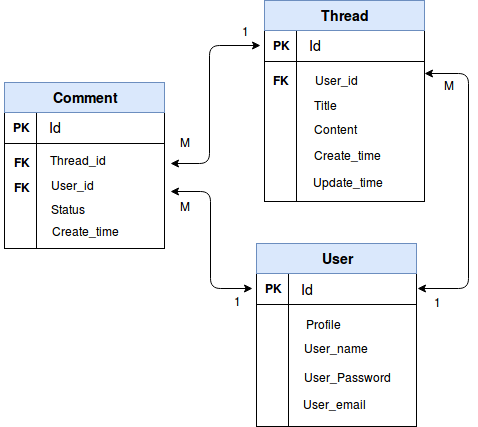 Thread
PK Id
FK User_id
Title
Content
Create_time
Update_time
1
M
Comment
PK Id
FK Thread_id
FK User_id
Status
Create_time
M
M
User
PK Id
Profile
User_name
User_Password
User_email
1
1